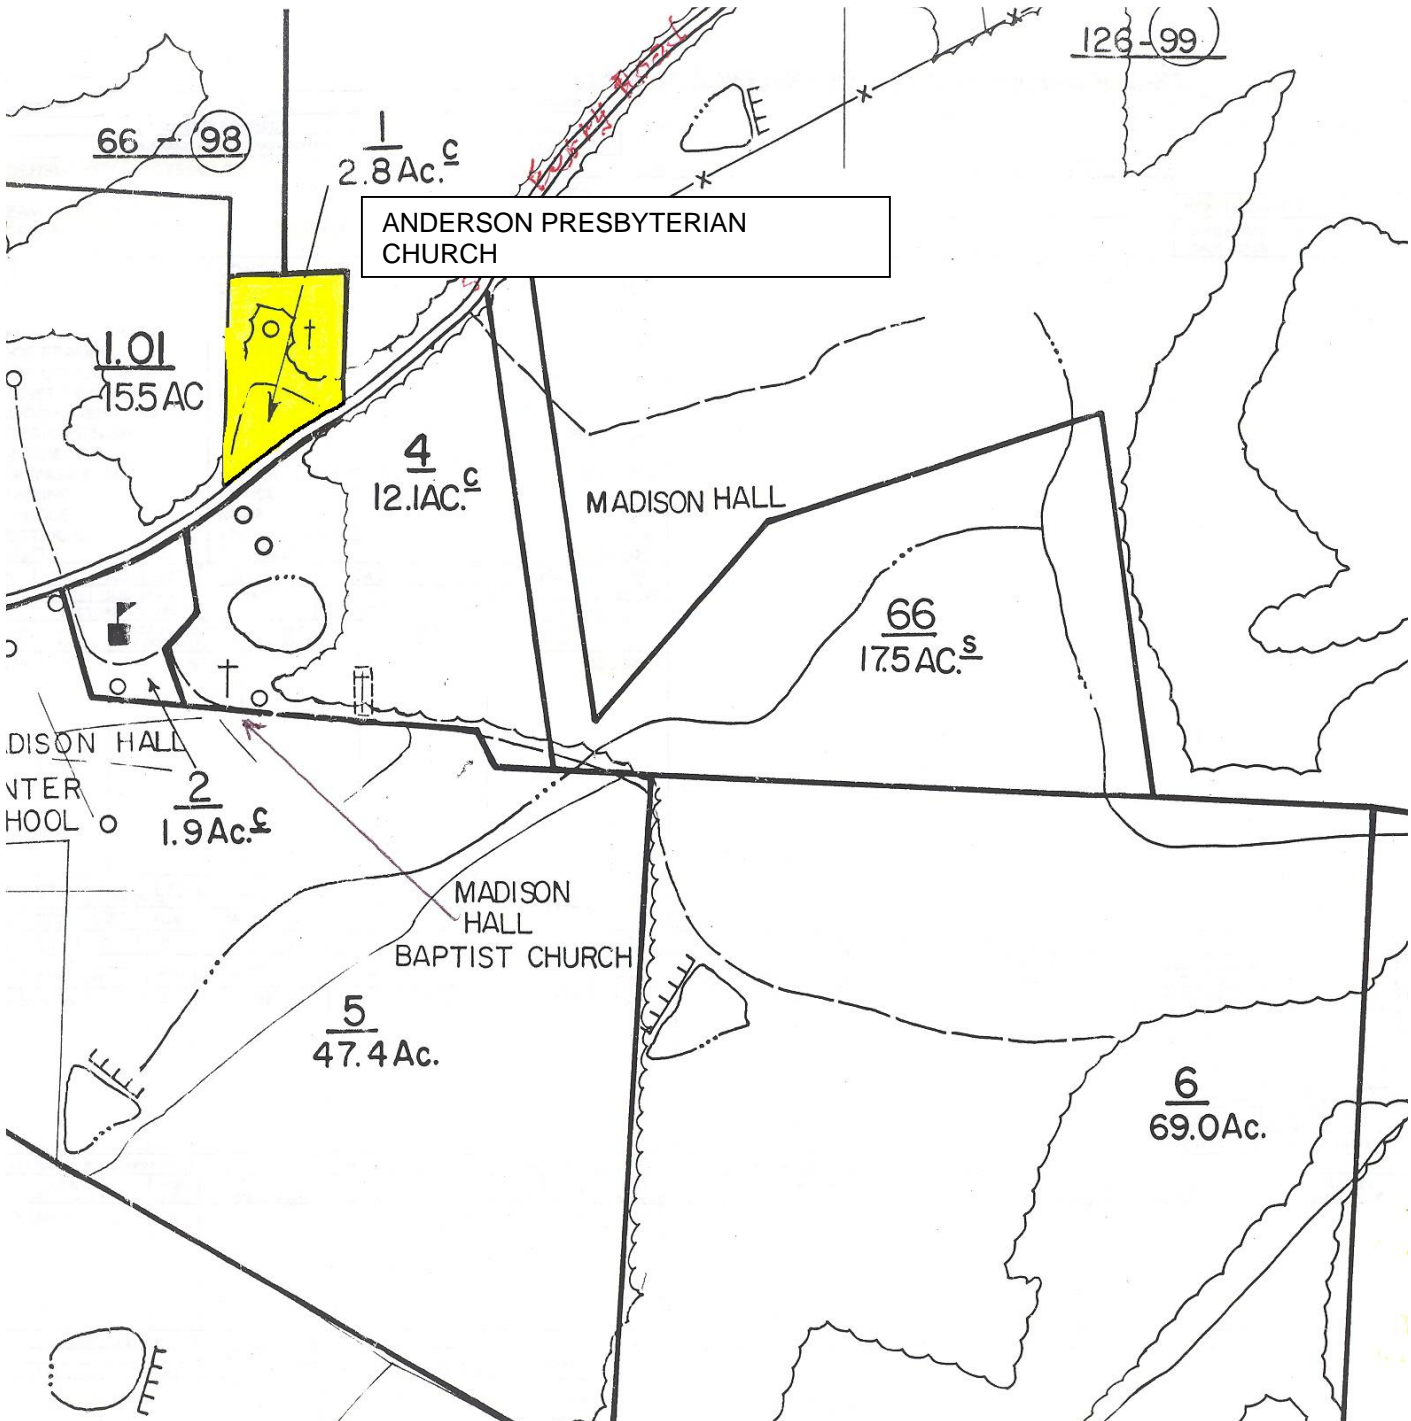 126-99
66 - 98
1
2.8 Ac. c
Road
ANDERSON PRESBYTERIAN
CHURCH
1.01
15.5 AC
4
12.1 AC. c
MADISON HALL
66
17.5 AC. s
DISON HALL
NTER
HOOL
2
1.9 Ac. c
MADISON
HALL
BAPTIST CHURCH
5
47.4 Ac.
6
69.0 Ac.